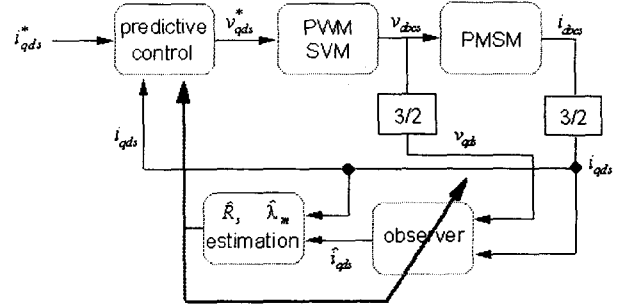 i*qds
predictive
control
v*qds
PWM
SVM
vabcs
PMSM
iabcs
3/2
3/2
iqds
vqds
iqds
R̂s λ̂m
estimation
îqds
observer